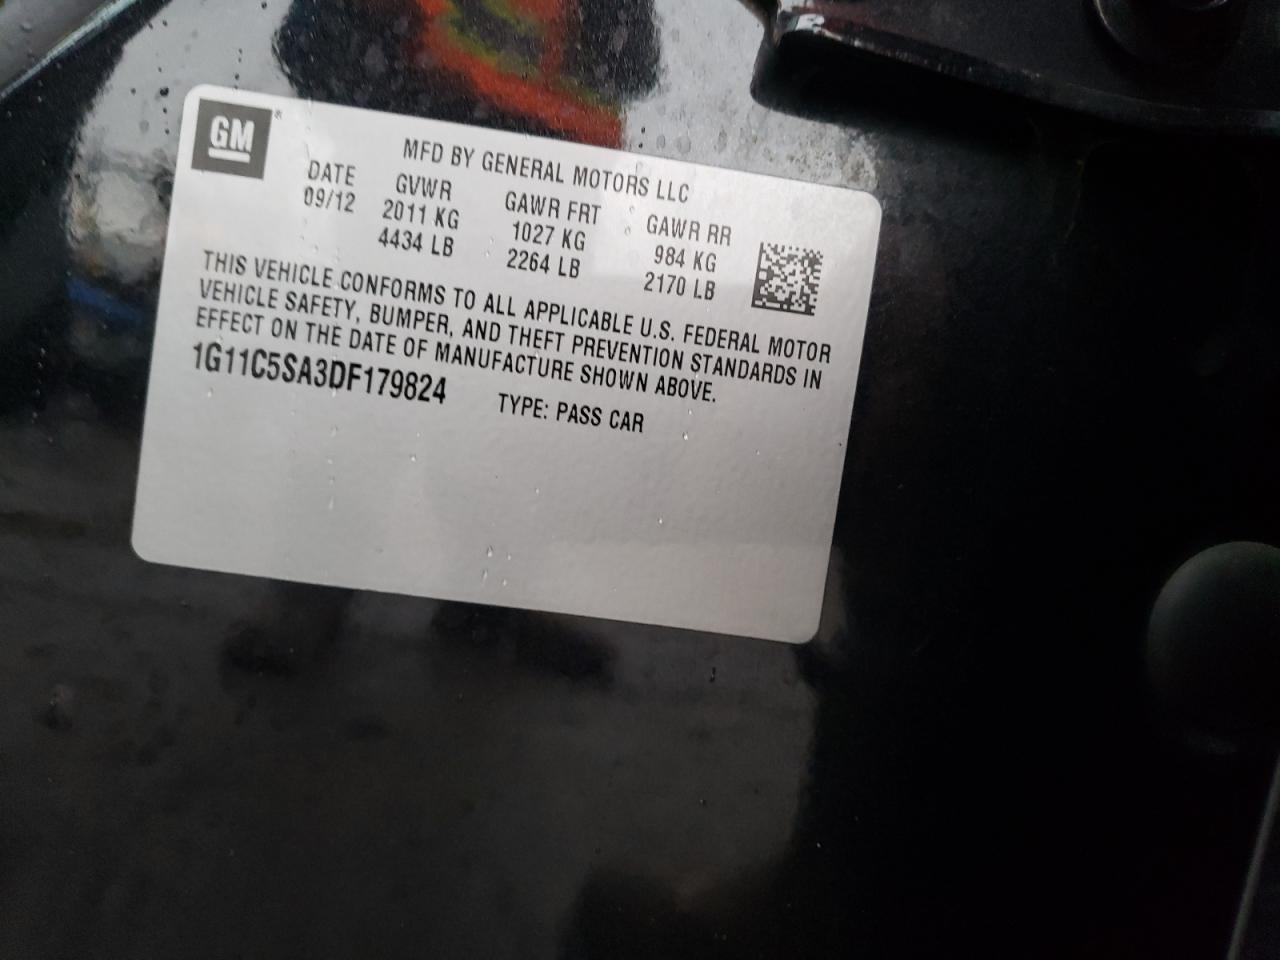 GM
MFD BY GENERAL MOTORS LLC
DATE GVWR GAWR FRT GAWR RR
09/12 2011 KG 1027 KG 984 KG
4434 LB 2264 LB 2170 LB
THIS VEHICLE CONFORMS TO ALL APPLICABLE U.S. FEDERAL MOTOR
VEHICLE SAFETY, BUMPER, AND THEFT PREVENTION STANDARDS IN
EFFECT ON THE DATE OF MANUFACTURE SHOWN ABOVE.
1G11C5SA3DF179824 TYPE: PASS CAR